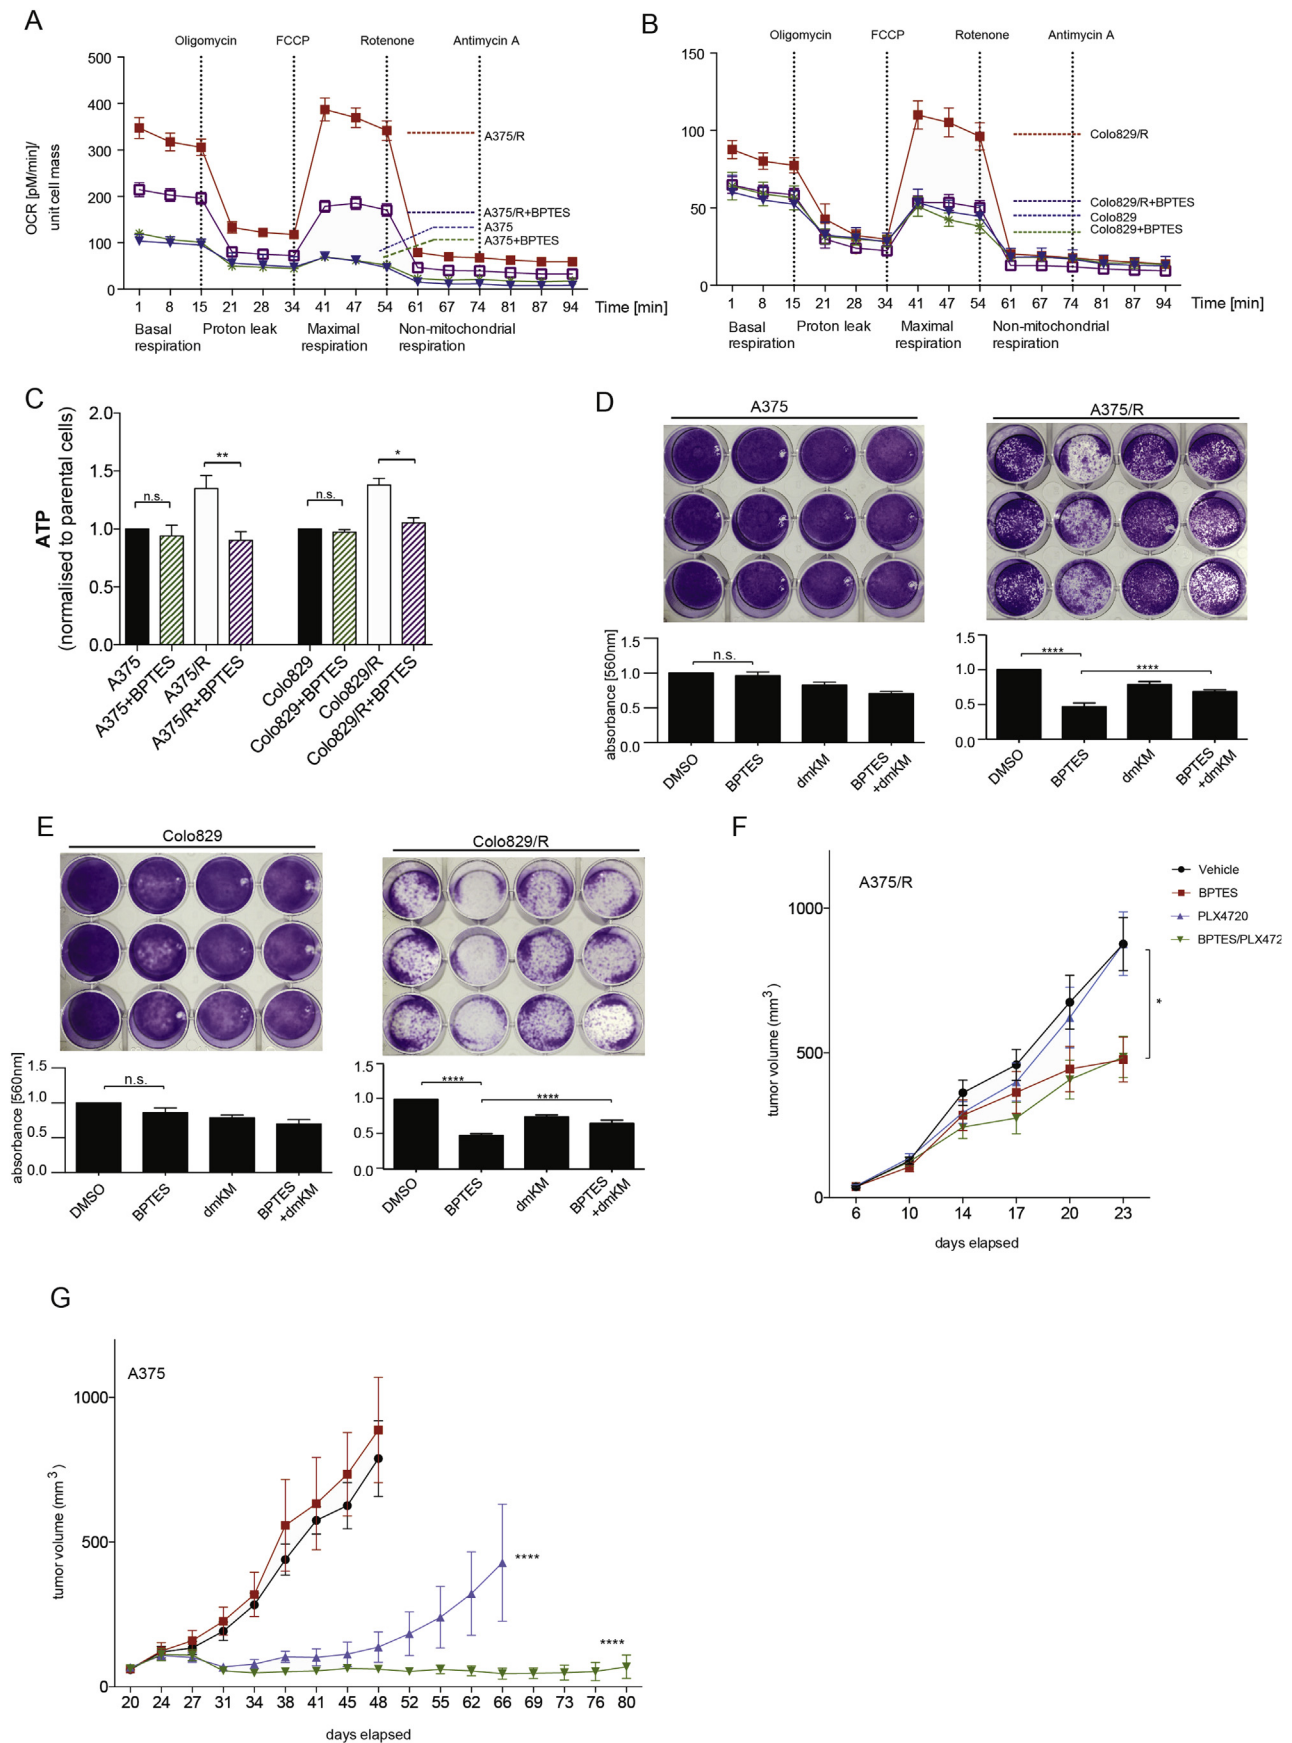 A
Oligomycin FCCP Rotenone Antimycin A
OCR [pM/min]/
unit cell mass
500
400
300
200
100
0
A375/R
A375/R+BPTES
A375
A375+BPTES
1 8 15 21 28 34 41 47 54 61 67 74 81 87 94 Time [min]
Basal
respiration
Proton leak
Maximal
respiration
Non-mitochondrial
respiration
B
Oligomycin FCCP Rotenone Antimycin A
150
100
50
0
Colo829/R
Colo829/R+BPTES
Colo829
Colo829+BPTES
1 8 15 21 28 34 41 47 54 61 67 74 81 87 94 Time [min]
Basal
respiration
Proton leak
Maximal
respiration
Non-mitochondrial
respiration
C
ATP
(normalised to parental cells)
2.0
1.5
1.0
0.5
0.0
n.s.
**
n.s.
*
A375
A375+BPTES
A375/R
A375/R+BPTES
Colo829
Colo829+BPTES
Colo829/R
Colo829/R+BPTES
D
A375
A375/R
absorbance [560nm]
1.5
1.0
0.5
0.0
n.s.
DMSO
BPTES
dmKM
BPTES
+dmKM
1.5
1.0
0.5
0.0
****
****
DMSO
BPTES
dmKM
BPTES
+dmKM
E
Colo829
Colo829/R
absorbance [560nm]
1.5
1.0
0.5
0.0
n.s.
DMSO
BPTES
dmKM
BPTES
+dmKM
1.5
1.0
0.5
0.0
****
****
DMSO
BPTES
dmKM
BPTES
+dmKM
F
A375/R
tumor volume (mm3)
1000
500
0
Vehicle
BPTES
PLX4720
BPTES/PLX472
*
6 10 14 17 20 23
days elapsed
G
A375
tumor volume (mm3)
1000
500
0
****
****
20 24 27 31 34 38 41 45 48 52 55 62 66 69 73 76 80
days elapsed